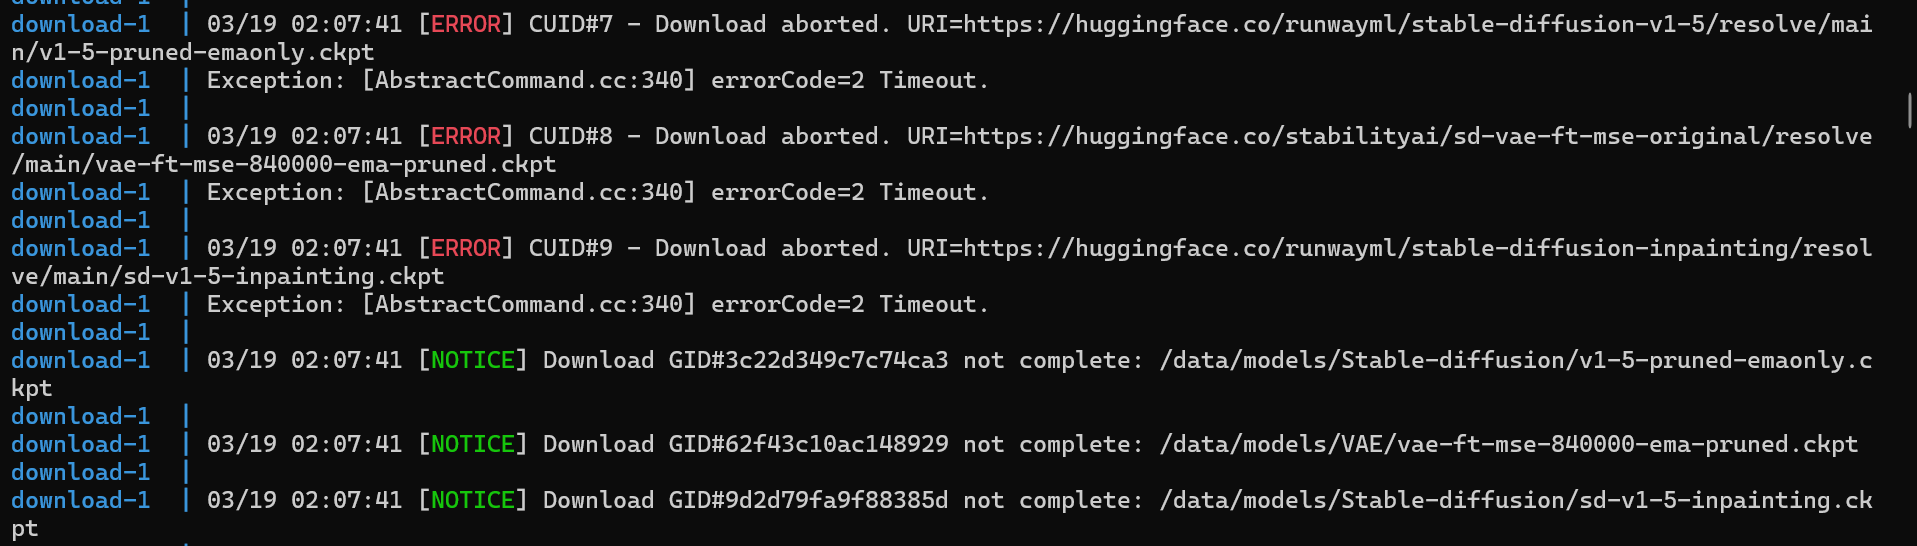 download-1  |
download-1  | 03/19 02:07:41 [ERROR] CUID#7 - Download aborted. URI=https://huggingface.co/runwayml/stable-diffusion-v1-5/resolve/mai
n/v1-5-pruned-emaonly.ckpt
download-1  | Exception: [AbstractCommand.cc:340] errorCode=2 Timeout.
download-1  |
download-1  | 03/19 02:07:41 [ERROR] CUID#8 - Download aborted. URI=https://huggingface.co/stabilityai/sd-vae-ft-mse-original/resolve
/main/vae-ft-mse-840000-ema-pruned.ckpt
download-1  | Exception: [AbstractCommand.cc:340] errorCode=2 Timeout.
download-1  |
download-1  | 03/19 02:07:41 [ERROR] CUID#9 - Download aborted. URI=https://huggingface.co/runwayml/stable-diffusion-inpainting/resol
ve/main/sd-v1-5-inpainting.ckpt
download-1  | Exception: [AbstractCommand.cc:340] errorCode=2 Timeout.
download-1  |
download-1  | 03/19 02:07:41 [NOTICE] Download GID#3c22d349c7c74ca3 not complete: /data/models/Stable-diffusion/v1-5-pruned-emaonly.c
kpt
download-1  |
download-1  | 03/19 02:07:41 [NOTICE] Download GID#62f43c10ac148929 not complete: /data/models/VAE/vae-ft-mse-840000-ema-pruned.ckpt
download-1  |
download-1  | 03/19 02:07:41 [NOTICE] Download GID#9d2d79fa9f88385d not complete: /data/models/Stable-diffusion/sd-v1-5-inpainting.ck
pt